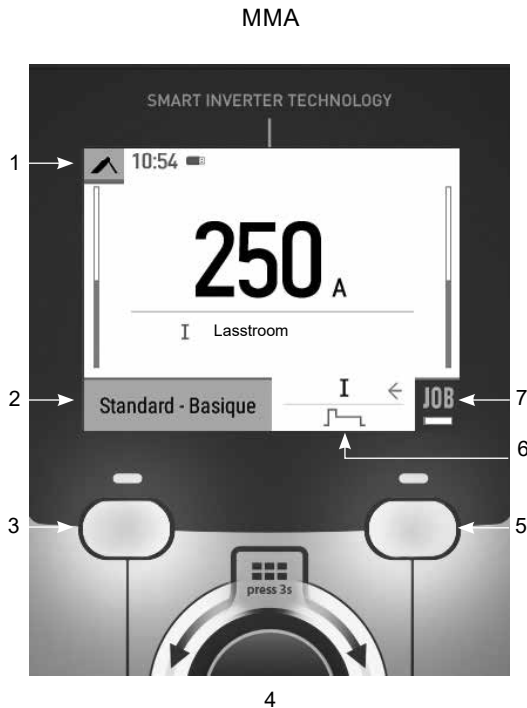 MMA
SMART INVERTER TECHNOLOGY
1
10:54
250 A
I Lasstroom
2
Standard - Basique
I
JOB
7
6
3
5
press 3s
4